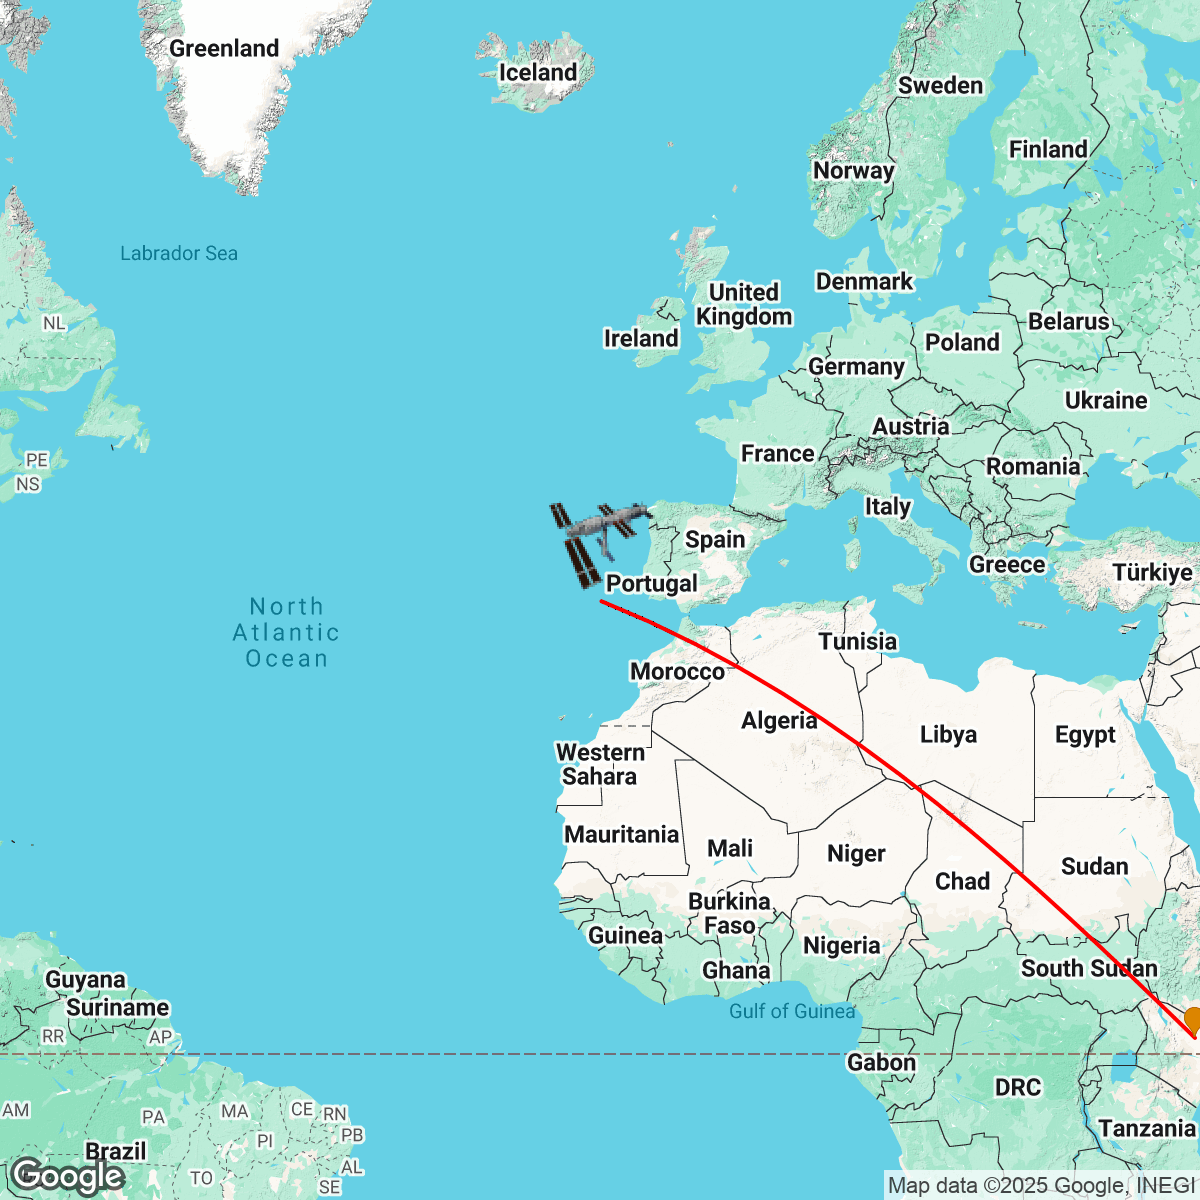 Greenland
Iceland
Sweden
Finland
Norway
Labrador Sea
Denmark
United
Kingdom
NL
Belarus
Ireland
Poland
Germany
Ukraine
Austria
France
PE
Romania
NS
Italy
Spain
Greece
Türkiye
Portugal
North
Atlantic
Ocean
Tunisia
Morocco
Algeria
Libya
Egypt
Western
Sahara
Mauritania
Mali
Niger
Sudan
Chad
Burkina
Faso
Guinea
Nigeria
Ghana
South Sudan
Guyana
Suriname
Gulf of Guinea
RR
AP
Gabon
DRC
AM
PA
MA
CE
RN
Tanzania
PB
PI
Brazil
AL
TO
SE
Google
Map data ©2025 Google, INEGI